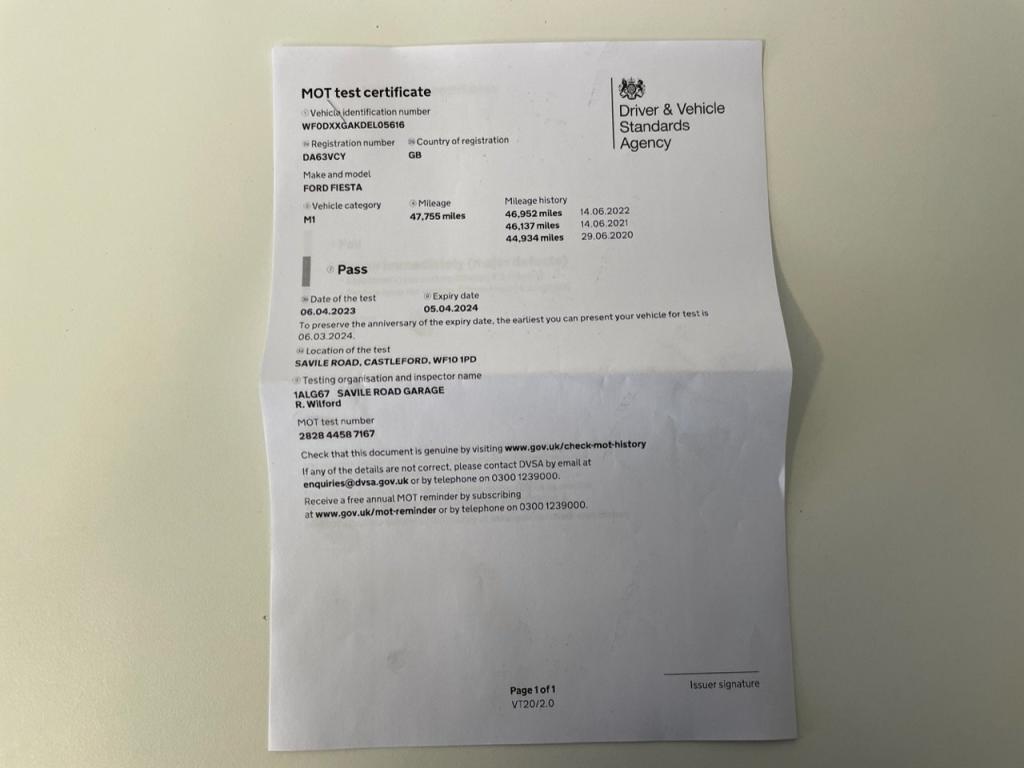 MOT test certificate
Vehicle identification number
WF0DXXGAKDEL05616
Registration number Country of registration
DA63VCY GB
Make and model
FORD FIESTA
Vehicle category Mileage Mileage history
M1 47,755 miles 46,952 miles 14.06.2022
46,137 miles 14.06.2021
44,934 miles 29.06.2020
Pass
Date of the test Expiry date
06.04.2023 05.04.2024
To preserve the anniversary of the expiry date, the earliest you can present your vehicle for test is
06.03.2024.
Location of the test
SAVILE ROAD, CASTLEFORD, WF10 1PD
Testing organisation and inspector name
1ALG67 SAVILE ROAD GARAGE
R. Wilford
MOT test number
2828 4458 7167
Check that this document is genuine by visiting www.gov.uk/check-mot-history
If any of the details are not correct, please contact DVSA by email at
enquiries@dvsa.gov.uk or by telephone on 0300 1239000.
Receive a free annual MOT reminder by subscribing
at www.gov.uk/mot-reminder or by telephone on 0300 1239000.
Driver & Vehicle
Standards
Agency
Issuer signature
Page 1 of 1
VT20/2.0